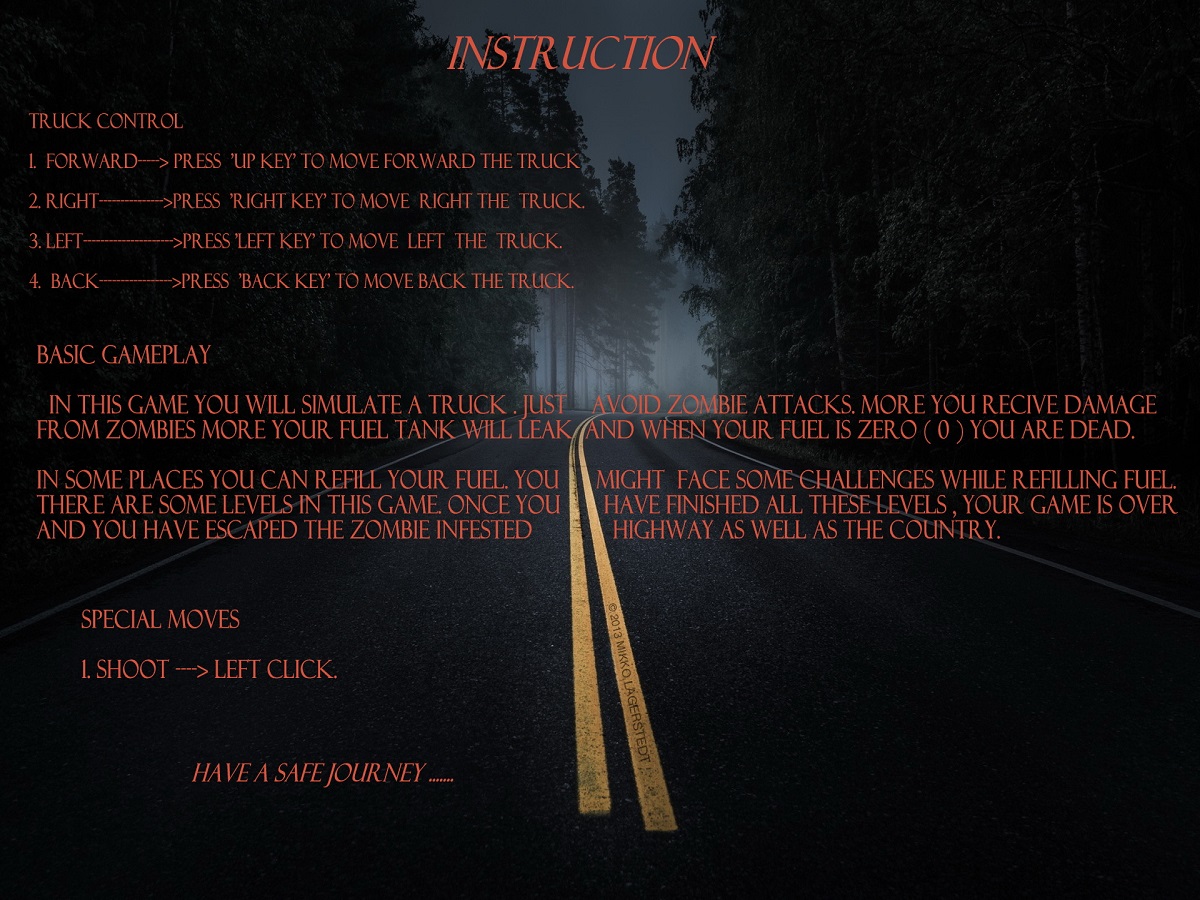 INSTRUCTION
TRUCK CONTROL
1. FORWARD----> PRESS 'UP KEY' TO MOVE FORWARD THE TRUCK
2. RIGHT--------------->PRESS 'RIGHT KEY' TO MOVE RIGHT THE TRUCK.
3. LEFT--------------------->PRESS 'LEFT KEY' TO MOVE LEFT THE TRUCK.
4. BACK----------------->PRESS 'BACK KEY' TO MOVE BACK THE TRUCK.
BASIC GAMEPLAY
IN THIS GAME YOU WILL SIMULATE A TRUCK . JUST AVOID ZOMBIE ATTACKS. MORE YOU RECIVE DAMAGE
FROM ZOMBIES MORE YOUR FUEL TANK WILL LEAK AND WHEN YOUR FUEL IS ZERO ( 0 ) YOU ARE DEAD.
IN SOME PLACES YOU CAN REFILL YOUR FUEL. YOU MIGHT FACE SOME CHALLENGES WHILE REFILLING FUEL.
THERE ARE SOME LEVELS IN THIS GAME. ONCE YOU HAVE FINISHED ALL THESE LEVELS , YOUR GAME IS OVER
AND YOU HAVE ESCAPED THE ZOMBIE INFESTED HIGHWAY AS WELL AS THE COUNTRY.
SPECIAL MOVES
1. SHOOT ----> LEFT CLICK.
© 2013 MIKKO LAGERSTEDT
HAVE A SAFE JOURNEY .......